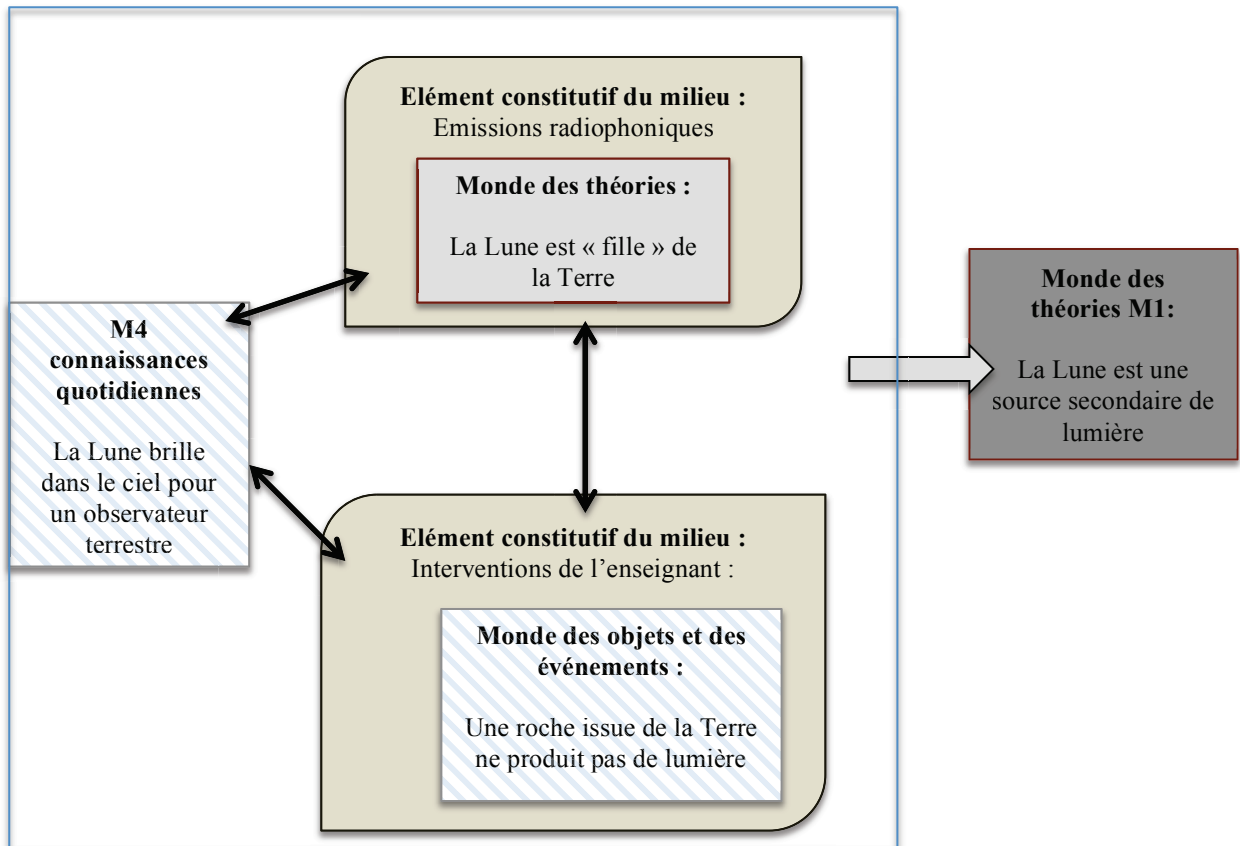 Elément constitutif du milieu :
Emissions radiophoniques
Monde des théories :
La Lune est « fille » de
la Terre
M4
connaissances
quotidiennes
La Lune brille
dans le ciel pour
un observateur
terrestre
Monde des
théories M1:
La Lune est une
source secondaire de
lumière
Elément constitutif du milieu :
Interventions de l’enseignant :
Monde des objets et des
événements :
Une roche issue de la Terre
ne produit pas de lumière